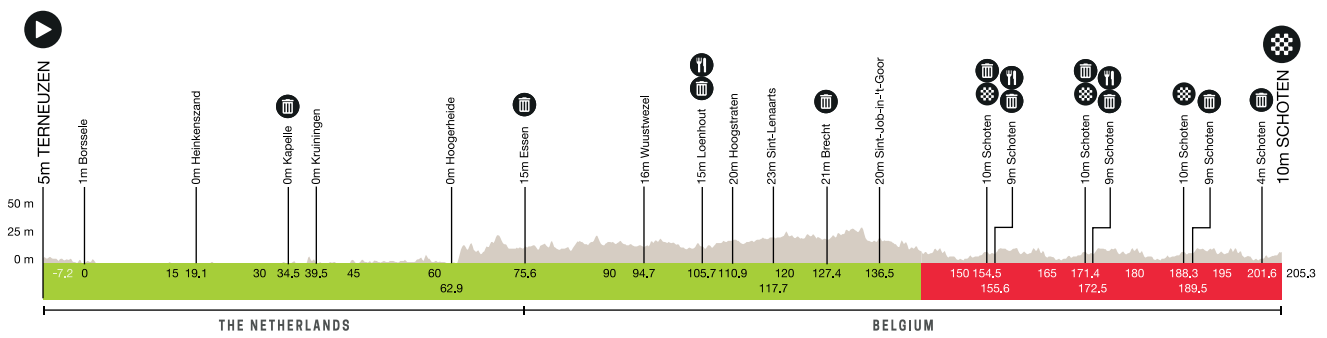 5m TERNEUZEN
1m Borssele
0m Heinkenszand
0m Kapelle
0m Kruiningen
0m Hoogerheide
15m Essen
16m Wuustwezel
15m Loenhout
20m Hoogstraten
23m Sint-Lenaarts
21m Brecht
20m Sint-Job-in-'t-Goor
10m Schoten
9m Schoten
10m Schoten
9m Schoten
10m Schoten
9m Schoten
4m Schoten
10m SCHOTEN
50 m
25 m
0 m
-7,2 0 15 19,1 30 34,5 39,5 45 60 75,6 90 94,7 105,7 110,9 120 127.4 136,5 150 154,5 165 171.4 180 188,3 195 201,6 205,3
62.9 117.7 155.6 172.5 189.5
THE NETHERLANDS BELGIUM